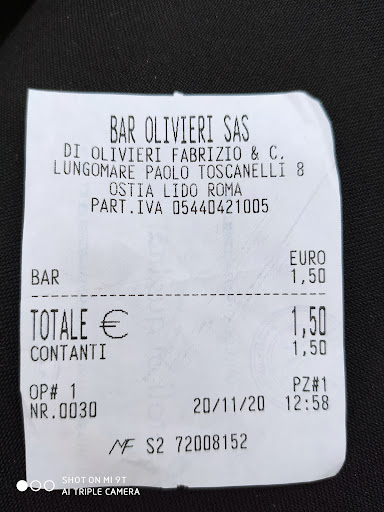 BAR OLIVIERI SAS
DI OLIVIERI FABRIZIO & C.
LUNGOMARE PAOLO TOSCANELLI 8
OSTIA LIDO ROMA
PART.IVA 05440421005
EURO
BAR 1,50
TOTALE € 1,50
CONTANTI 1,50
OP# 1 PZ#1
NR.0030 20/11/20 12:58
MF S2 72008152
SHOT ON MI 9T
AI TRIPLE CAMERA